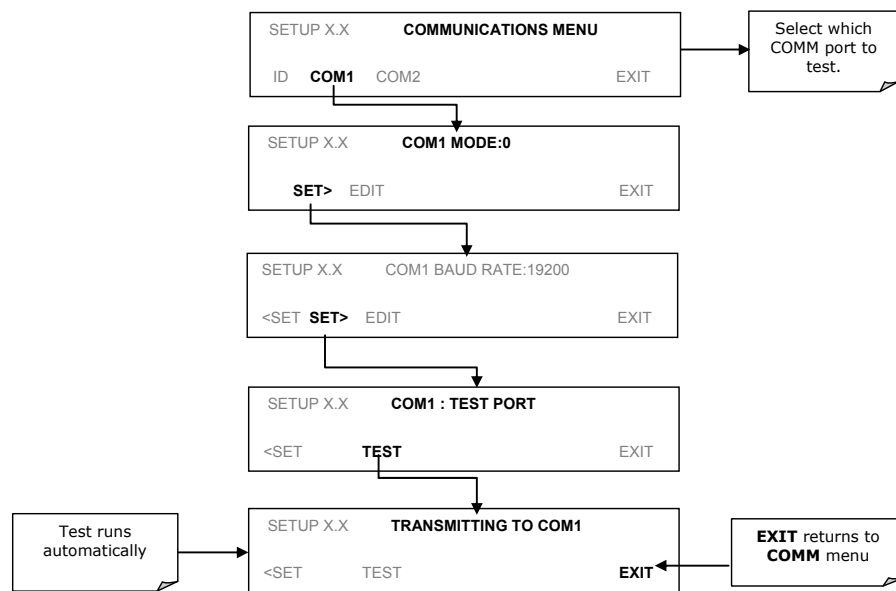 SETUP X.X COMMUNICATIONS MENU
ID COM1 COM2 EXIT
Select which
COMM port to
test.
SETUP X.X COM1 MODE:0
SET> EDIT EXIT
SETUP X.X COM1 BAUD RATE:19200
<SET SET> EDIT EXIT
SETUP X.X COM1 : TEST PORT
<SET TEST EXIT
Test runs
automatically
SETUP X.X TRANSMITTING TO COM1
<SET TEST EXIT
EXIT returns to
COMM menu